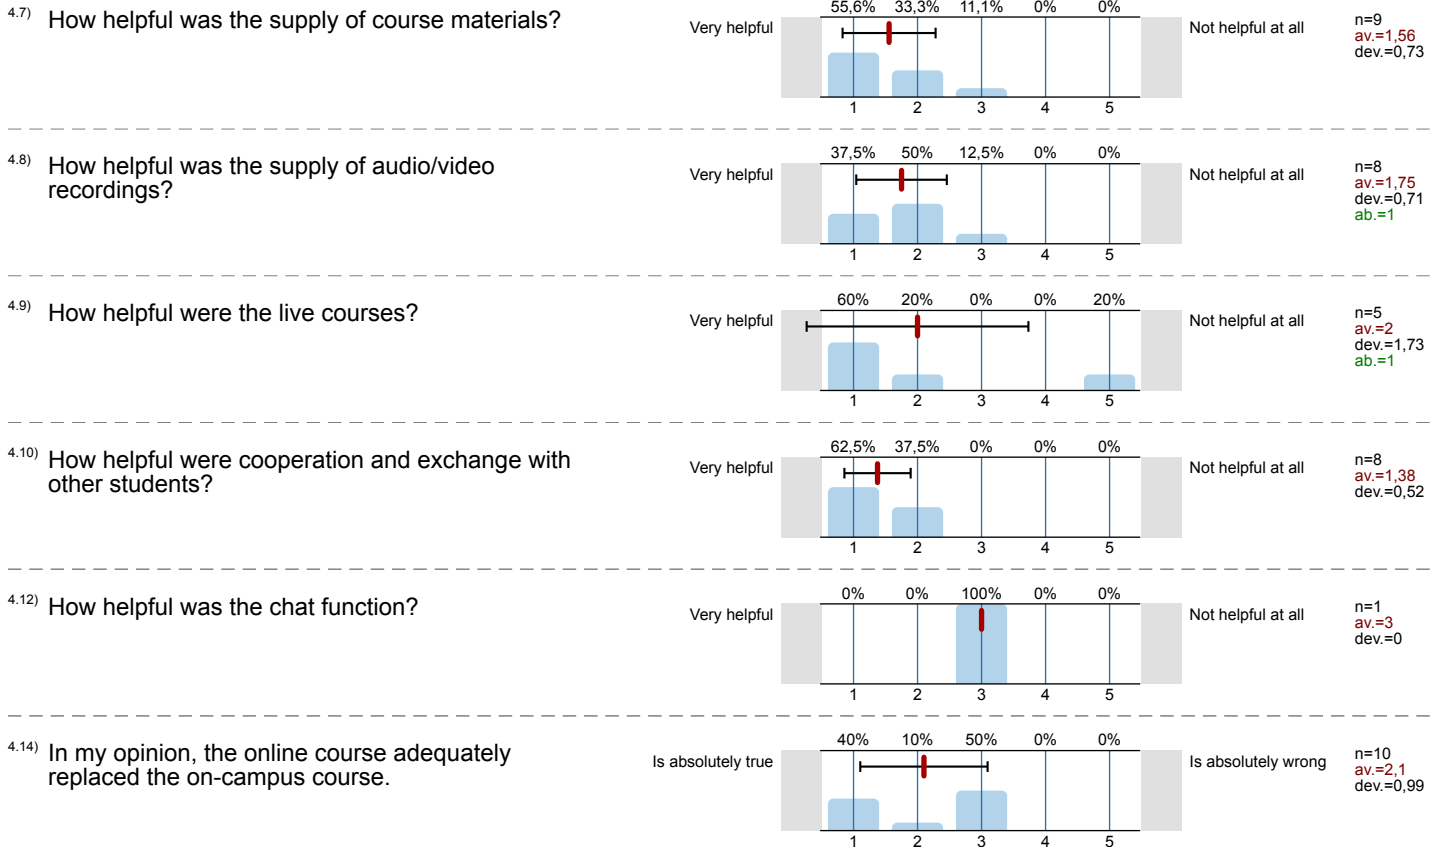 4.7) How helpful was the supply of course materials?
Very helpful
55,6% 33,3% 11,1% 0% 0%
1 2 3 4 5
Not helpful at all
n=9
av.=1,56
dev.=0,73
4.8) How helpful was the supply of audio/video
recordings?
Very helpful
37,5% 50% 12,5% 0% 0%
1 2 3 4 5
Not helpful at all
n=8
av.=1,75
dev.=0,71
ab.=1
4.9) How helpful were the live courses?
Very helpful
60% 20% 0% 0% 20%
1 2 3 4 5
Not helpful at all
n=5
av.=2
dev.=1,73
ab.=1
4.10) How helpful were cooperation and exchange with
other students?
Very helpful
62,5% 37,5% 0% 0% 0%
1 2 3 4 5
Not helpful at all
n=8
av.=1,38
dev.=0,52
4.12) How helpful was the chat function?
Very helpful
0% 0% 100% 0% 0%
1 2 3 4 5
Not helpful at all
n=1
av.=3
dev.=0
4.14) In my opinion, the online course adequately
replaced the on-campus course.
Is absolutely true
40% 10% 50% 0% 0%
1 2 3 4 5
Is absolutely wrong
n=10
av.=2,1
dev.=0,99